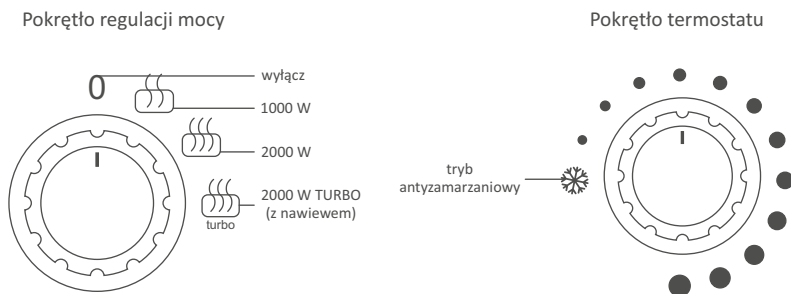 Pokrętło regulacji mocy
Pokrętło termostatu
0
wyłącz
1000 W
2000 W
2000 W TURBO
(z nawiewem)
turbo
tryb
antyzamarzaniowy